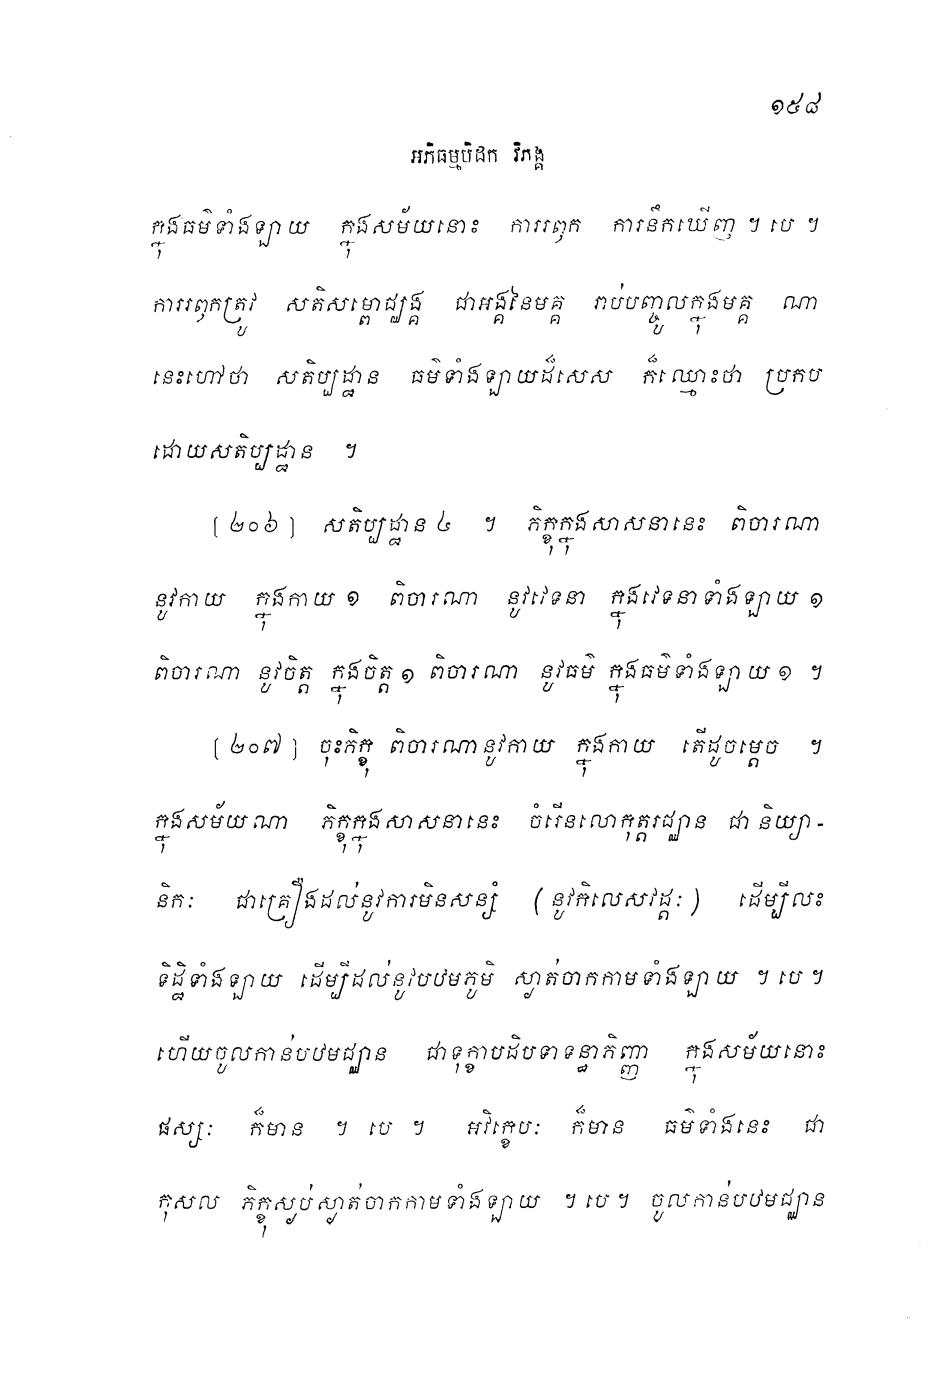 ១៥៨
អភិធម្មបិដក វិភង្គ
ក្នុងធម៌ទាំងឡាយ ក្នុងសម័យនោះ ការរឭក ការនឹកឃើញ ។ បេ ។
ការរឭកត្រូវ សតិសម្ពោជ្ឈង្គ ជាអង្គនៃមគ្គ រាប់បញ្ចូលក្នុងមគ្គ ណា
នេះហៅថា សតិប្បដ្ឋាន ធម៌ទាំងឡាយដ៏សេស ក៏ឈ្មោះថា ប្រកប
ដោយសតិប្បដ្ឋាន ។
[ ២០៦ ] សតិប្បដ្ឋាន ៤ ។ ភិក្ខុក្នុងសាសនានេះ ពិចារណា
នូវកាយ ក្នុងកាយ ១ ពិចារណា នូវវេទនា ក្នុងវេទនាទាំងឡាយ ១
ពិចារណា នូវចិត្ត ក្នុងចិត្ត ១ ពិចារណា នូវធម៌ ក្នុងធម៌ទាំងឡាយ ១ ។
[ ២០៧ ] ចុះភិក្ខុ ពិចារណានូវកាយ ក្នុងកាយ តើដូចម្តេច ។
ក្នុងសម័យណា ភិក្ខុក្នុងសាសនានេះ ចំរើនលោកុត្តរជ្ឈាន ជា និយ្យា-
និកៈ ជាគ្រឿងដល់នូវការមិនសន្សំ ( នូវកិលេសវដ្តៈ ) ដើម្បីលះ
ទិដ្ឋិទាំងឡាយ ដើម្បីដល់នូវបឋមភូមិ ស្ងាត់ចាកកាមទាំងឡាយ ។ បេ ។
ហើយចូលកាន់បឋមជ្ឈាន ជាទុក្ខាបដិបទាទន្ធាភិញ្ញា ក្នុងសម័យនោះ
ផស្សៈ ក៏មាន ។ បេ ។ អវិក្ខេបៈ ក៏មាន ធម៌ទាំងនេះ ជា
កុសល ភិក្ខុស្ងប់ស្ងាត់ចាកកាមទាំងឡាយ ។ បេ ។ ចូលកាន់បឋមជ្ឈាន